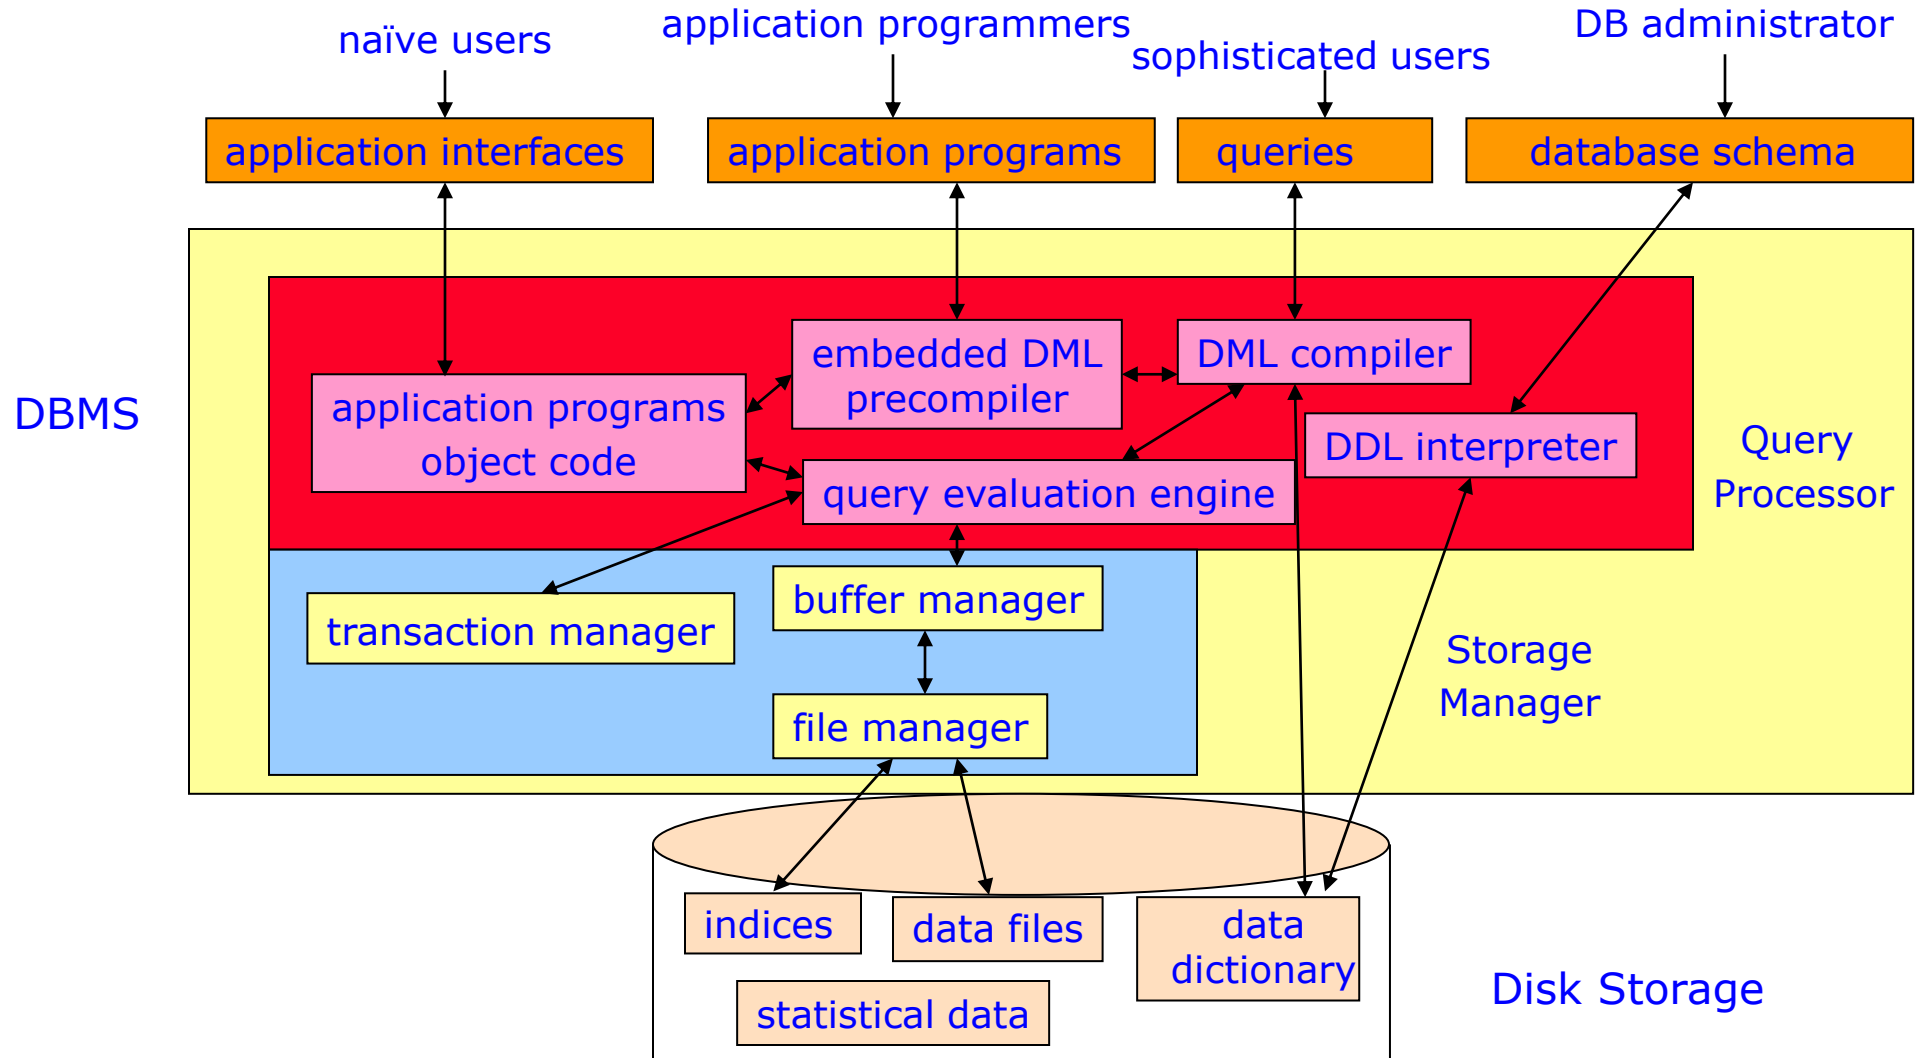 naïve users
application programmers
sophisticated users
DB administrator
application interfaces
application programs
queries
database schema
DBMS
embedded DML
precompiler
DML compiler
application programs
object code
DDL interpreter
query evaluation engine
Query
Processor
buffer manager
transaction manager
Storage
Manager
file manager
indices
data files
data
dictionary
statistical data
Disk Storage